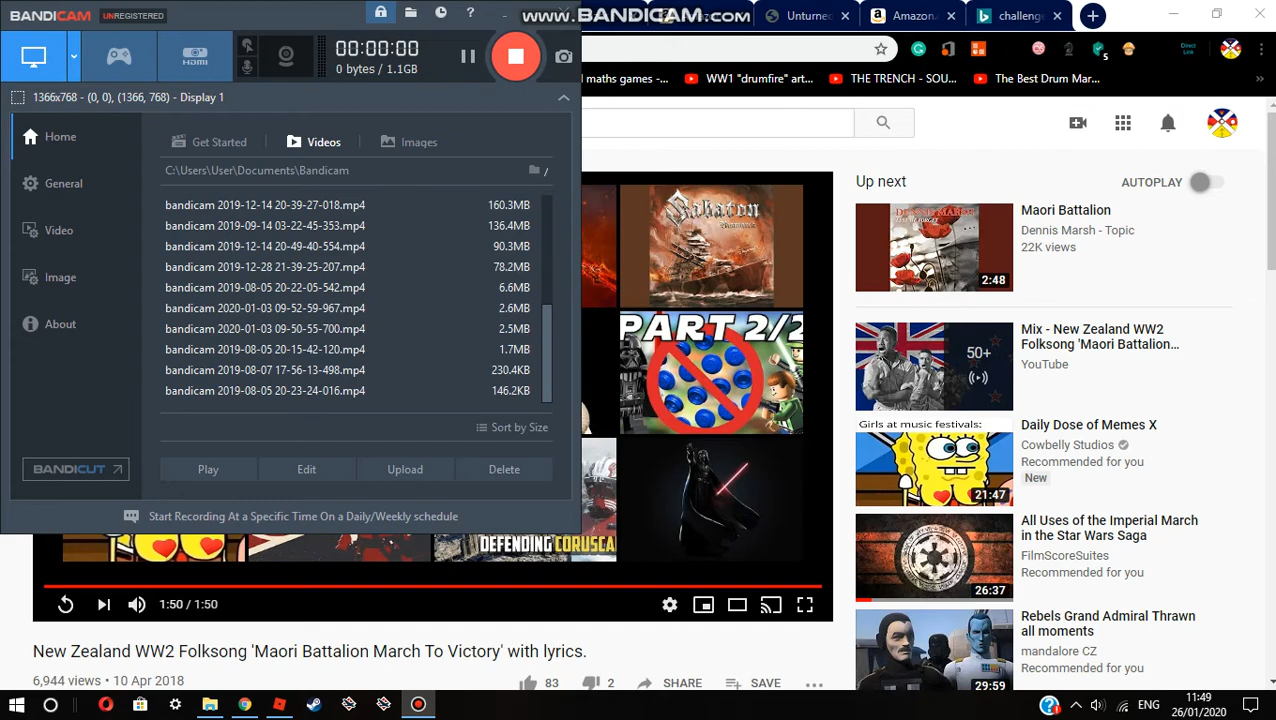 BANDICAM UNREGISTERED
www.BANDICAM.com
Unturned
Amazon
challenge
00:00:00
0 bytes / 1.1GB
HDMI
1366x768 - (0, 0), (1366, 768) - Display 1
Home
General
Video
Image
About
Get Started
Videos
Images
C:\Users\User\Documents\Bandicam
bandicam 2019-12-14 20-39-27-018.mp4 160.3MB
bandicam 2019-12-14 20-49-40-554.mp4 90.3MB
bandicam 2019-12-28 21-39-25-207.mp4 78.2MB
bandicam 2019-08-05 22-20-05-542.mp4 6.6MB
bandicam 2020-01-03 09-52-59-967.mp4 2.6MB
bandicam 2020-01-03 09-50-55-700.mp4 2.5MB
bandicam 2019-08-05 20-15-42-120.mp4 1.7MB
bandicam 2019-08-07 17-56-13-498.mp4 230.4KB
bandicam 2019-08-05 20-23-24-016.mp4 146.2KB
Sort by Size
BANDICUT
Play
Edit
Upload
Delete
Start Recording At a Specific Time On a Daily/Weekly schedule
maths games -...
WW1 "drumfire" art...
THE TRENCH - SOU...
The Best Drum Mar...
Direct Link
5
SABATON
PART 2/2
DEFENDING CORUSCA
1:50 / 1:50
New Zealand WW2 Folksong 'Maori Battalion March To Victory' with lyrics.
6,944 views • 10 Apr 2018
83
2
SHARE
SAVE
Up next
AUTOPLAY
DENNIS MARSH
2:48
Maori Battalion
Dennis Marsh - Topic
22K views
50+
Mix - New Zealand WW2
Folksong 'Maori Battalion...
YouTube
Girls at music festivals:
21:47
Daily Dose of Memes X
Cowbelly Studios
Recommended for you
New
26:37
All Uses of the Imperial March
in the Star Wars Saga
FilmScoreSuites
Recommended for you
29:59
Rebels Grand Admiral Thrawn
all moments
mandalore CZ
Recommended for you
ENG
11:49
26/01/2020